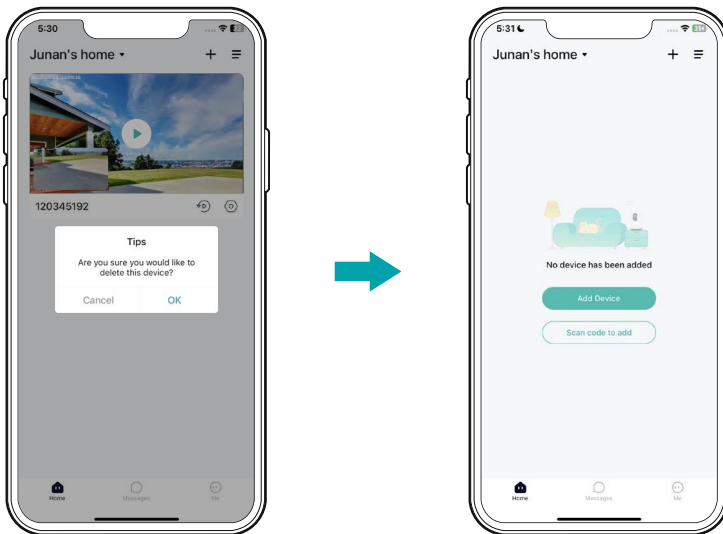 5:30
Junan's home
120345192
Tips
Are you sure you would like to
delete this device?
Cancel
OK
Home
Messages
Me
5:31
Junan's home
No device has been added
Add Device
Scan code to add
Home
Messages
Me